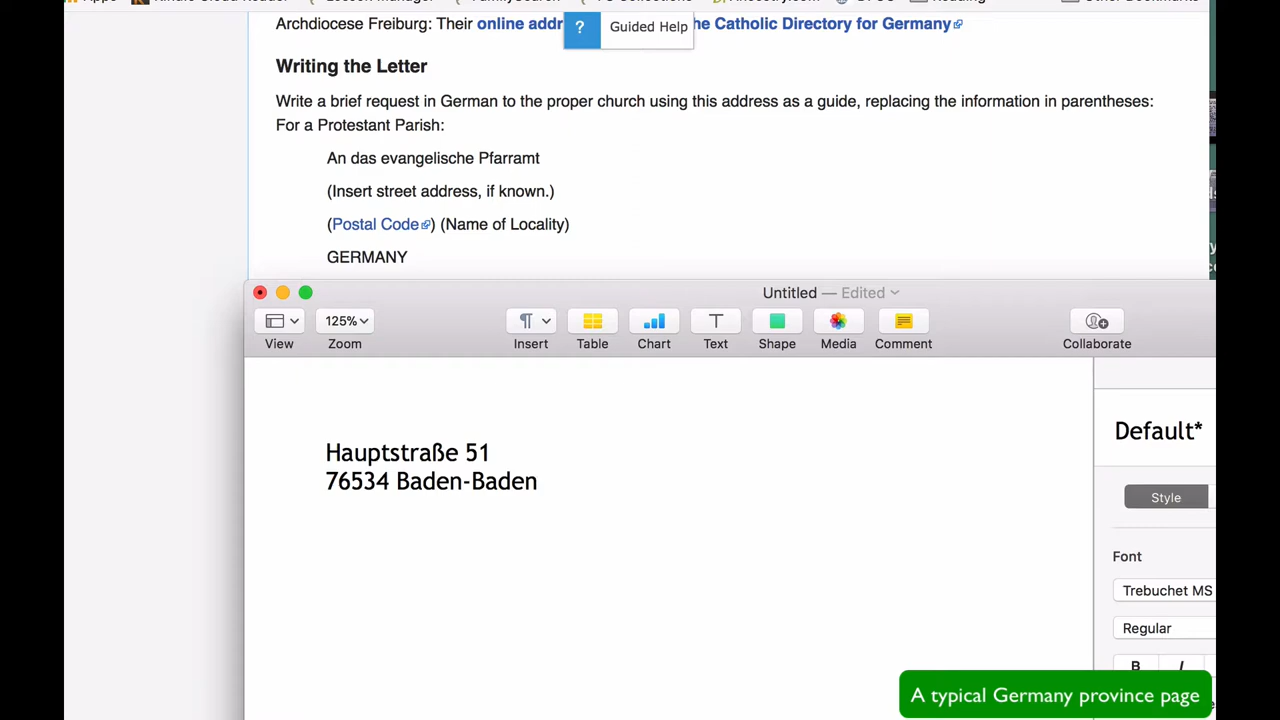 Archdiocese Freiburg: Their online addr
he Catholic Directory for Germany
? Guided Help
Writing the Letter
Write a brief request in German to the proper church using this address as a guide, replacing the information in parentheses:
For a Protestant Parish:
An das evangelische Pfarramt
(Insert street address, if known.)
(Postal Code) (Name of Locality)
GERMANY
Untitled — Edited
125%
View Zoom Insert Table Chart Text Shape Media Comment Collaborate
Hauptstraße 51
76534 Baden-Baden
Default*
Style
Font
Trebuchet MS
Regular
B I
A typical Germany province page